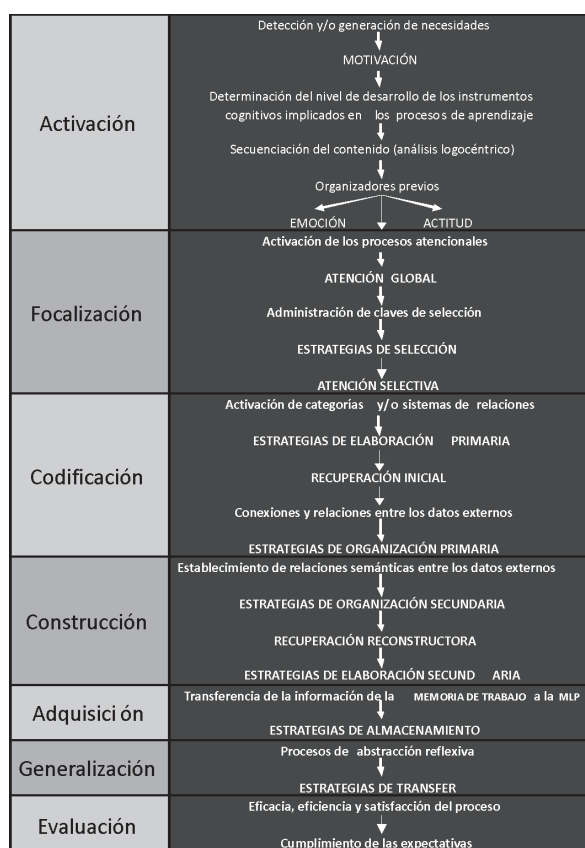 Activación
Detección y/o generación de necesidades
MOTIVACIÓN
Determinación del nivel de desarrollo de los instrumentos
cognitivos implicados en los procesos de aprendizaje
Secuenciación del contenido (análisis logocéntrico)
Organizadores previos
EMOCIÓN ACTITUD
Focalización
Activación de los procesos atencionales
ATENCIÓN GLOBAL
Administración de claves de selección
ESTRATEGIAS DE SELECCIÓN
ATENCIÓN SELECTIVA
Codificación
Activación de categorías y/o sistemas de relaciones
ESTRATEGIAS DE ELABORACIÓN PRIMARIA
RECUPERACIÓN INICIAL
Conexiones y relaciones entre los datos externos
ESTRATEGIAS DE ORGANIZACIÓN PRIMARIA
Construcción
Establecimiento de relaciones semánticas entre los datos externos
ESTRATEGIAS DE ORGANIZACIÓN SECUNDARIA
RECUPERACIÓN RECONSTRUCTORA
ESTRATEGIAS DE ELABORACIÓN SECUND ARIA
Adquisici ón
Transferencia de la información de la MEMORIA DE TRABAJO a la MLP
ESTRATEGIAS DE ALMACENAMIENTO
Generalización
Procesos de abstracción reflexiva
ESTRATEGIAS DE TRANSFER
Evaluación
Eficacia, eficiencia y satisfacción del proceso
Cumplimiento de las expectativas